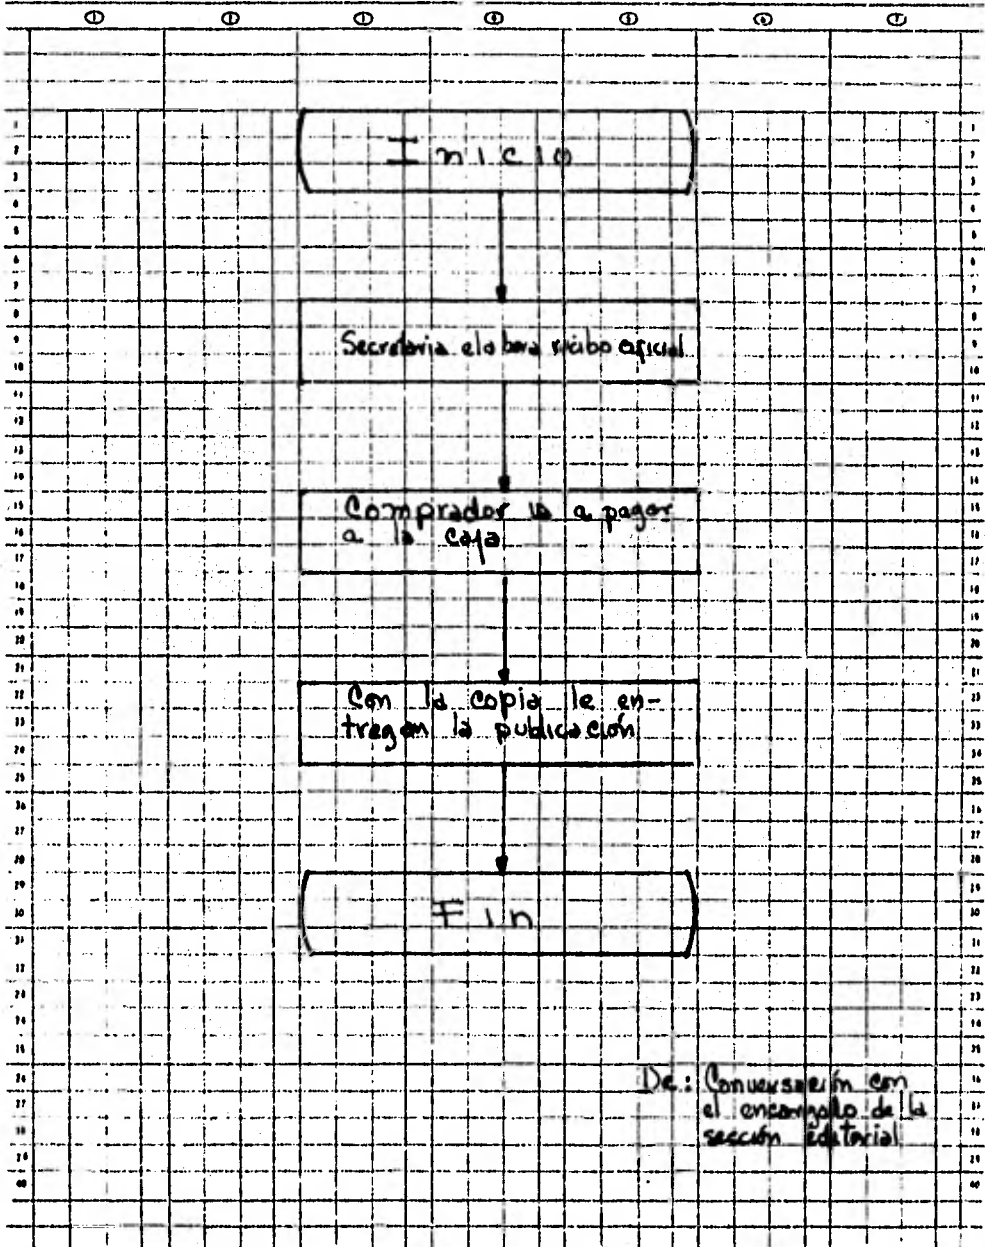 Inicio
Secretaria elabora recibo oficial
Comprador va a pagar
a la caja
Con la copia le en-
tregan la publicación
Fin
De: Conversación con
el encargado de la
sección editorial